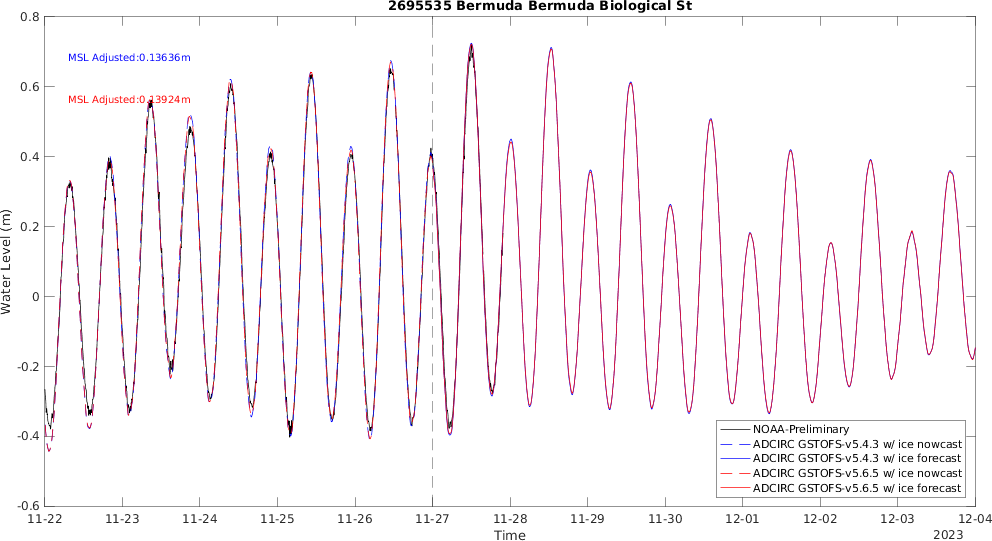 2695535 Bermuda Bermuda Biological St
0.8
MSL Adjusted:0.13636m
0.6
MSL Adjusted:0.13924m
0.4
0.2
Water Level (m)
0
-0.2
-0.4
-0.6
NOAA-Preliminary
ADCIRC GSTOFS-v5.4.3 w/ ice nowcast
ADCIRC GSTOFS-v5.4.3 w/ ice forecast
ADCIRC GSTOFS-v5.6.5 w/ ice nowcast
ADCIRC GSTOFS-v5.6.5 w/ ice forecast
11-22 11-23 11-24 11-25 11-26 11-27 11-28 11-29 11-30 12-01 12-02 12-03 12-04
Time
2023